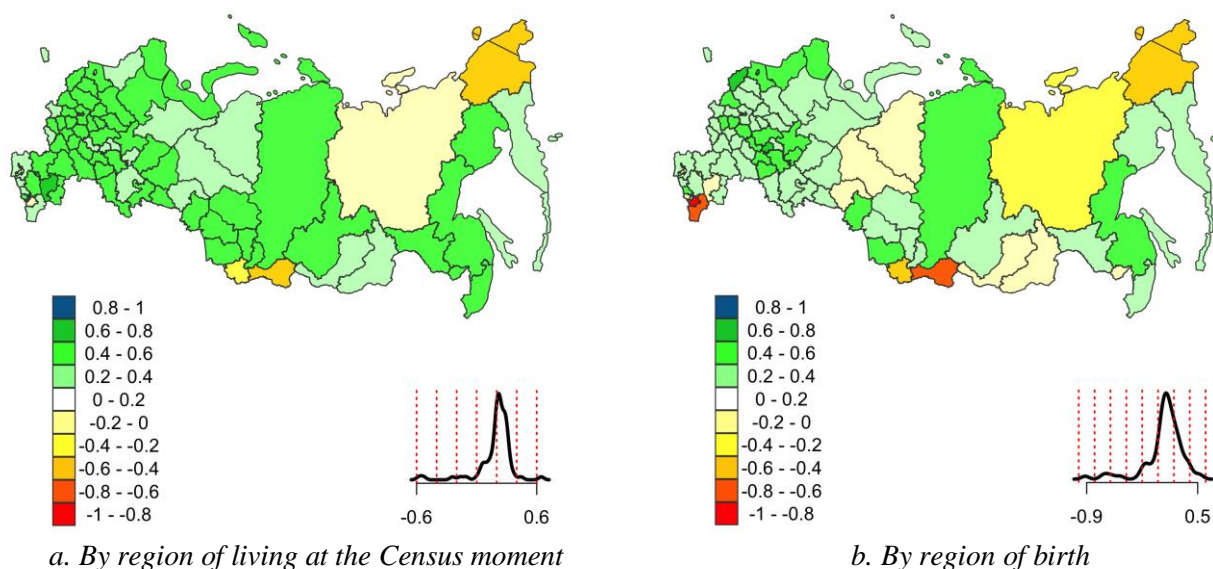 0.8 - 1
0.6 - 0.8
0.4 - 0.6
0.2 - 0.4
0 - 0.2
-0.2 - 0
-0.4 - -0.2
-0.6 - -0.4
-0.8 - -0.6
-1 - -0.8
-0.6 0.6
a. By region of living at the Census moment
0.8 - 1
0.6 - 0.8
0.4 - 0.6
0.2 - 0.4
0 - 0.2
-0.2 - 0
-0.4 - -0.2
-0.6 - -0.4
-0.8 - -0.6
-1 - -0.8
-0.9 0.5
b. By region of birth